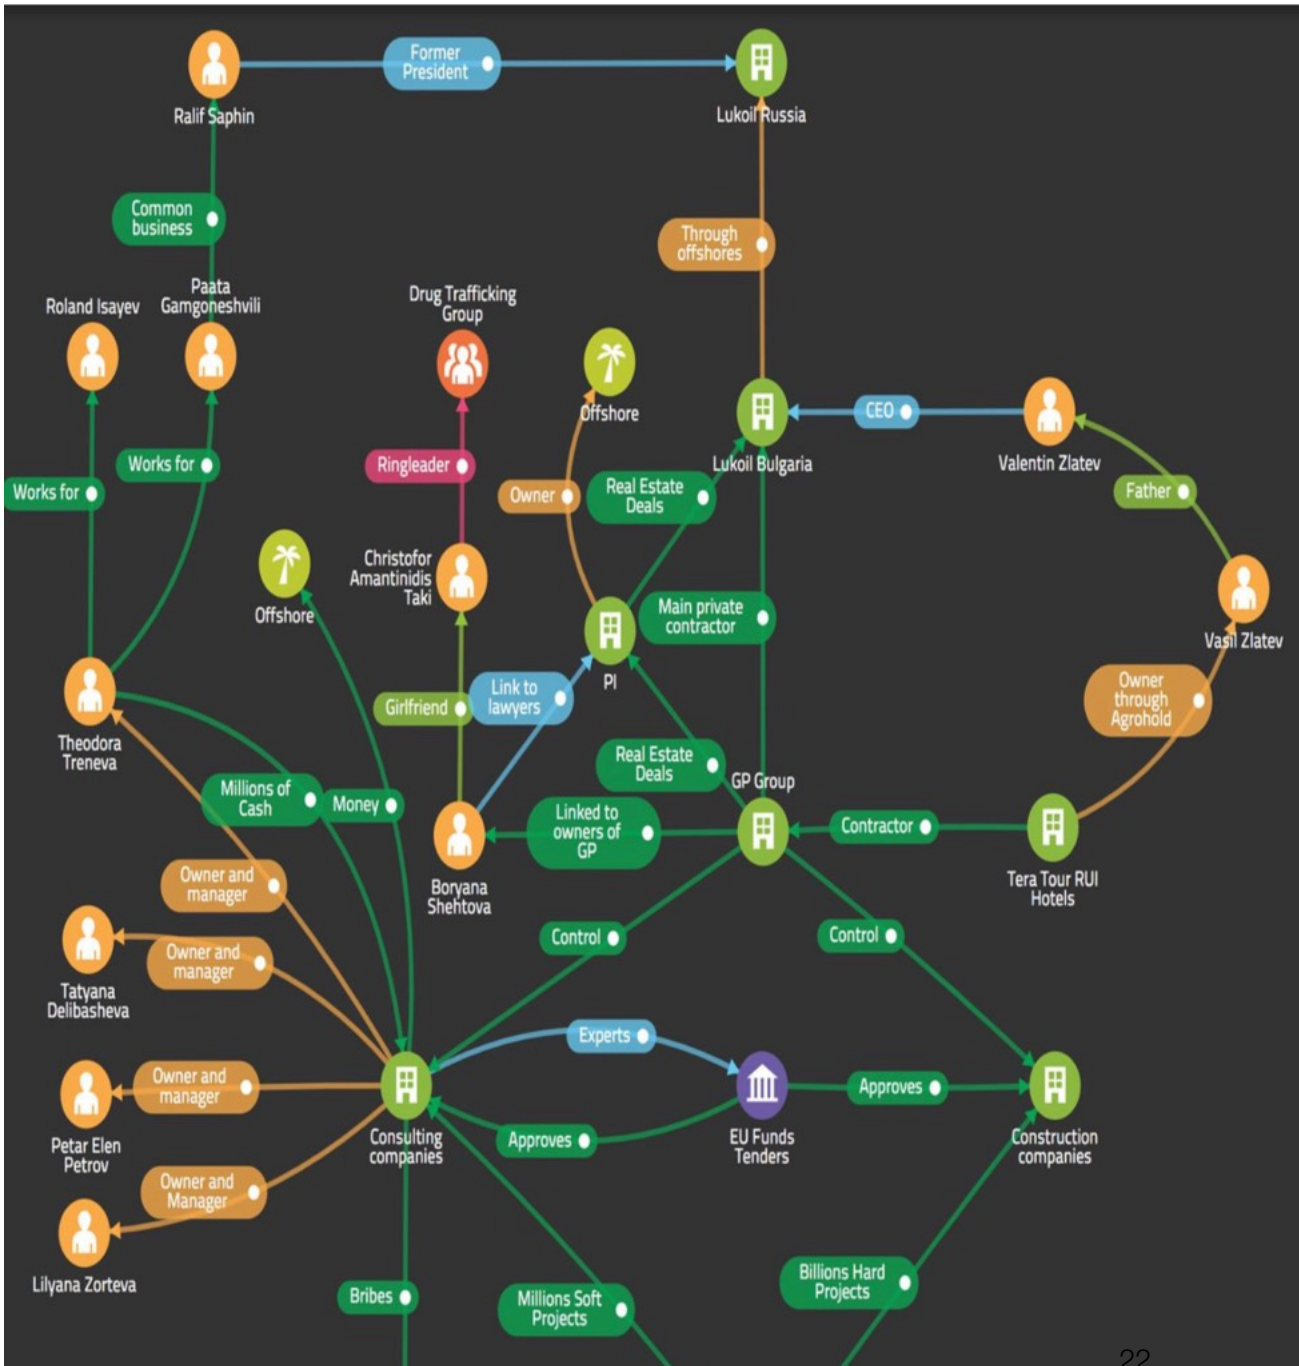 Former
President
Ralif Saphin
Lukoil Russia
Common
business
Through
offshores
Roland Isayev
Paata
Gamgoneshvili
Drug Trafficking
Group
Offshore
CEO
Lukoil Bulgaria
Valentin Zlatev
Works for
Works for
Ringleader
Owner
Real Estate
Deals
Father
Christofor
Amantinidis
Taki
Offshore
Main private
contractor
Vasil Zlatev
PI
Link to
lawyers
Girlfriend
Owner
through
Agrohold
Theodora
Treneva
Real Estate
Deals
GP Group
Millions of
Cash
Money
Linked to
owners of
GP
Contractor
Owner and
manager
Boryana
Shehtova
Tera Tour RUI
Hotels
Control
Control
Owner and
manager
Tatyana
Delibasheva
Experts
Owner and
manager
Approves
Petar Elen
Petrov
Consulting
companies
Approves
EU Funds
Tenders
Construction
companies
Owner and
Manager
Lilyana Zorteva
Bribes
Millions Soft
Projects
Billions Hard
Projects
22